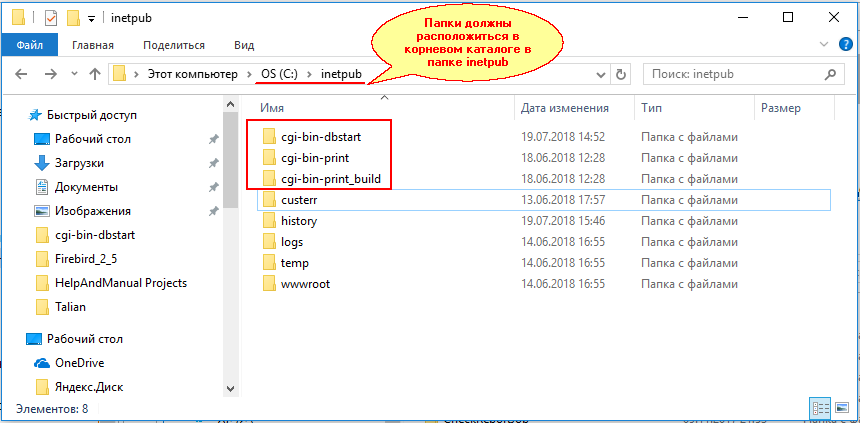 inetpub
Файл
Главная
Поделиться
Вид
Папки должны
расположиться в
корневом каталоге в
папке inetpub
Этот компьютер
OS (C:)
inetpub
Поиск: inetpub
Быстрый доступ
Рабочий стол
Загрузки
Документы
Изображения
cgi-bin-dbstart
Firebird_2_5
HelpAndManual Projects
Talian
Рабочий стол
OneDrive
Яндекс.Диск
Имя Дата изменения Тип Размер
cgi-bin-dbstart 19.07.2018 14:52 Папка с файлами
cgi-bin-print 18.06.2018 12:28 Папка с файлами
cgi-bin-print_build 18.06.2018 12:28 Папка с файлами
custerr 13.06.2018 17:57 Папка с файлами
history 19.07.2018 15:46 Папка с файлами
logs 14.06.2018 16:55 Папка с файлами
temp 14.06.2018 16:55 Папка с файлами
wwwroot 14.06.2018 16:55 Папка с файлами
Элементов: 8